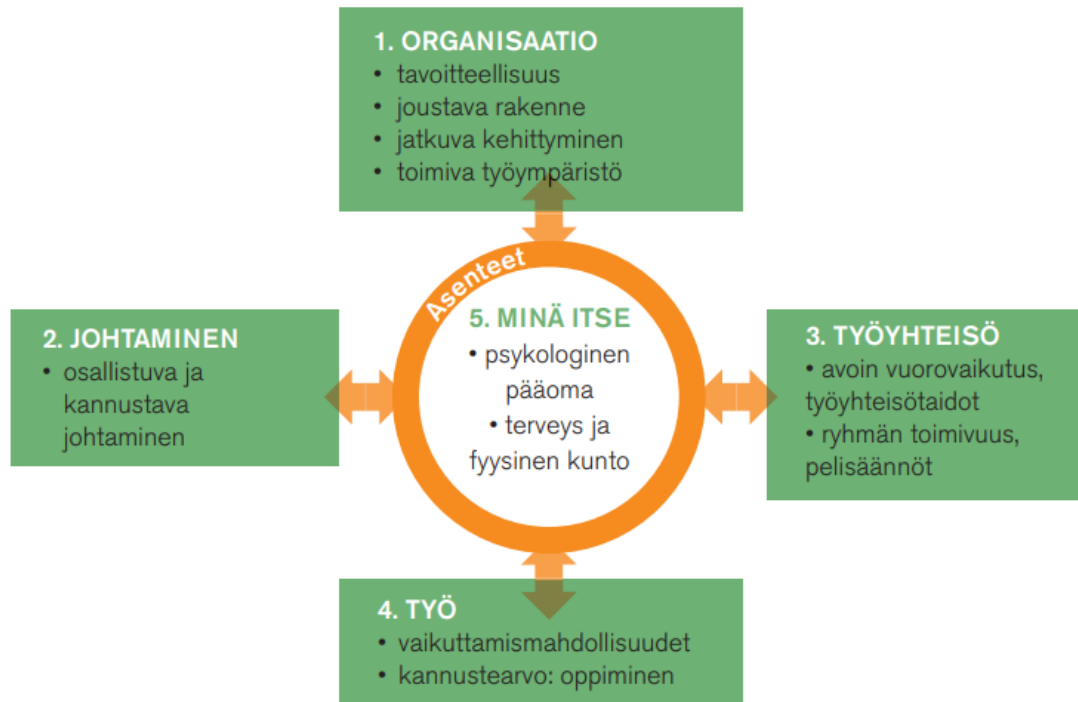 1. ORGANISAATIO
• tavoitteellisuus
• joustava rakenne
• jatkuva kehittyminen
• toimiva työympäristö
Asenteet
2. JOHTAMINEN
• osallistuva ja
kannustava
johtaminen
5. MINÄ ITSE
• psykologinen
pääoma
• terveys ja
fyysinen kunto
3. TYÖYHTEISÖ
• avoin vuorovaikutus,
työyhteisötaidot
• ryhmän toimivuus,
pelisäännöt
4. TYÖ
• vaikuttamismahdollisuudet
• kannustearvo: oppiminen